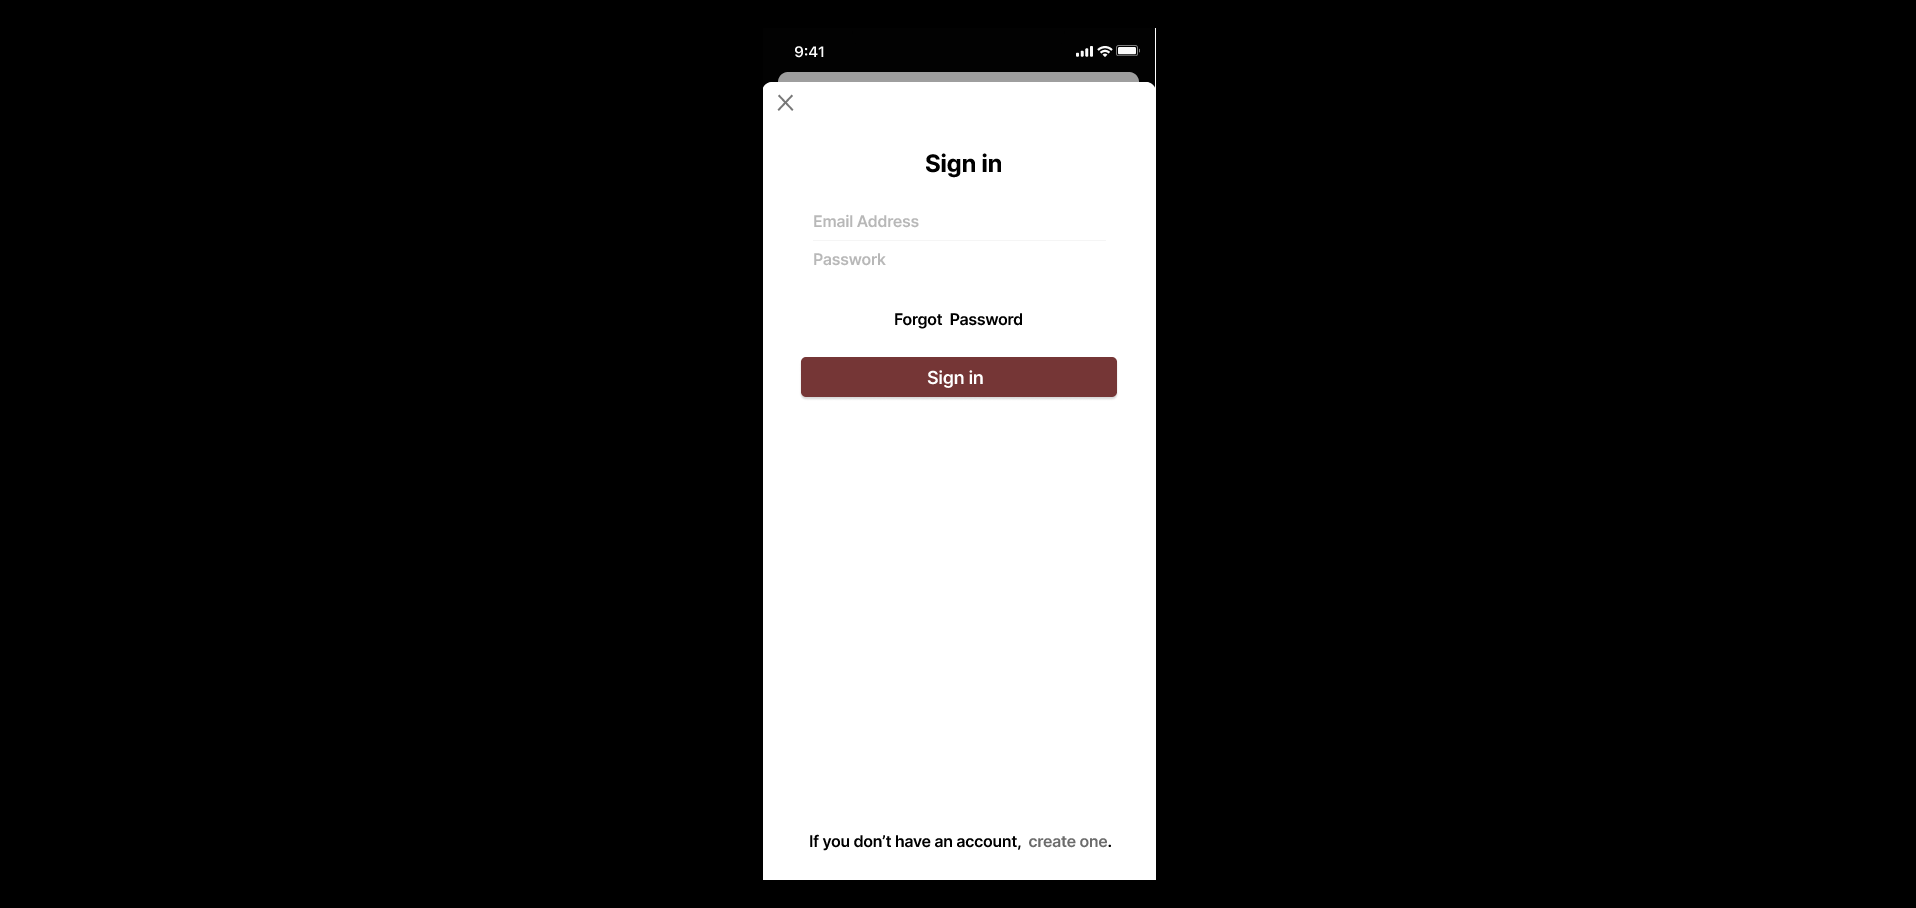 9:41
Sign in
Email Address
Passwork
Forgot Password
Sign in
If you don’t have an account, create one.